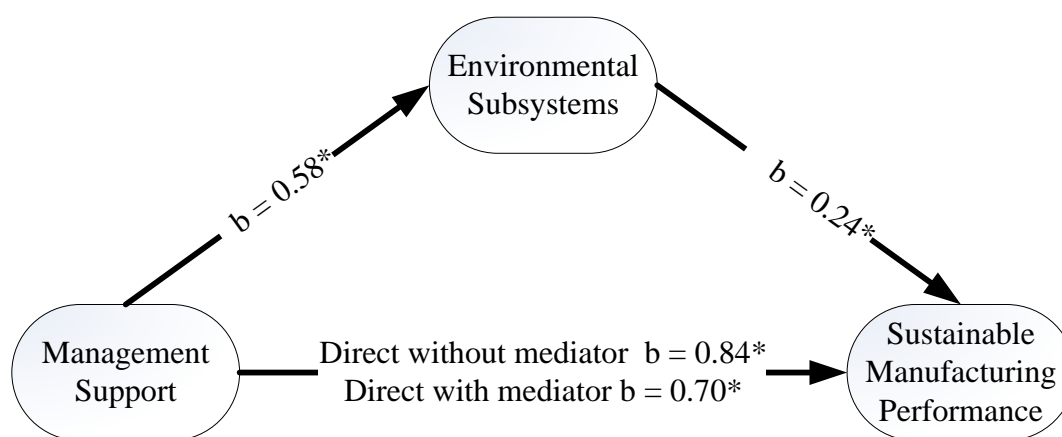 Environmental
Subsystems
b = 0.58*
b = 0.24*
Management
Support
Direct without mediator b = 0.84*
Direct with mediator b = 0.70*
Sustainable
Manufacturing
Performance